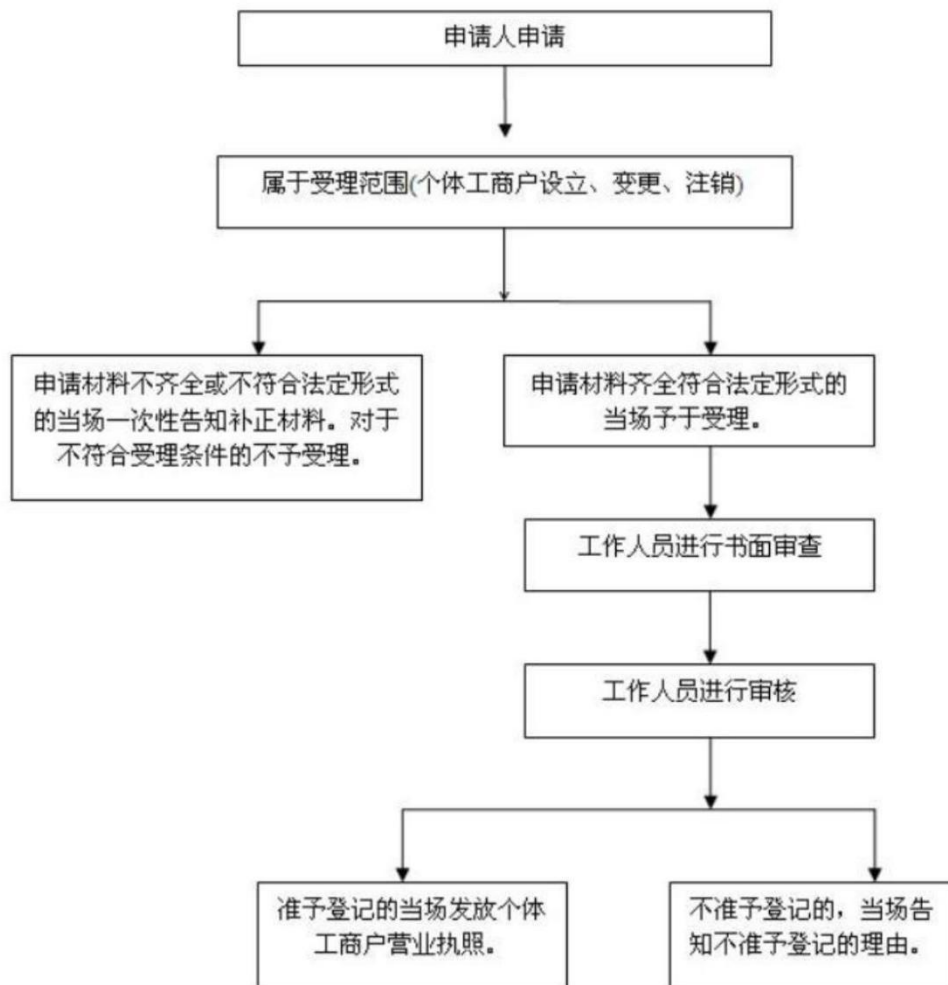 申请人申请
属于受理范围(个体工商户设立、变更、注销)
申请材料不齐全或不符合法定形式
的当场一次性告知补正材料。对于
不符合受理条件的不予受理。
申请材料齐全符合法定形式的
当场予于受理。
工作人员进行书面审查
工作人员进行审核
准予登记的当场发放个体
工商户营业执照。
不准予登记的，当场告
知不准予登记的理由。